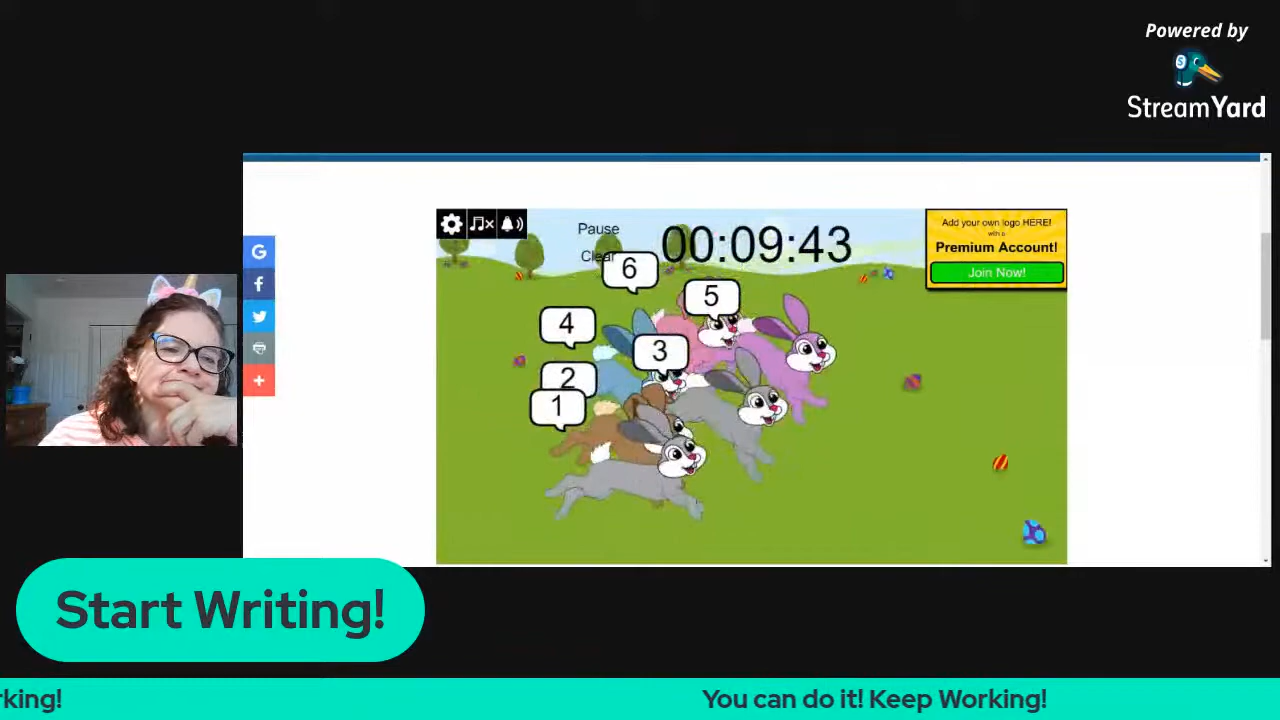 Powered by
StreamYard
Pause
00:09:43
Clear
Add your own logo HERE!
with a
Premium Account!
Join Now!
6
5
4
3
2
1
Start Writing!
rking!
You can do it! Keep Working!